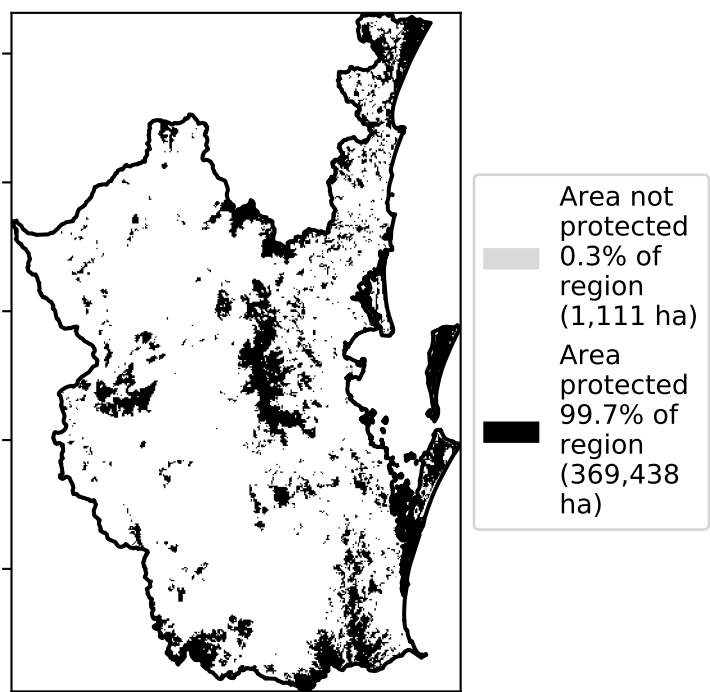 Area not
protected
0.3% of
region
(1,111 ha)
Area
protected
99.7% of
region
(369,438
ha)